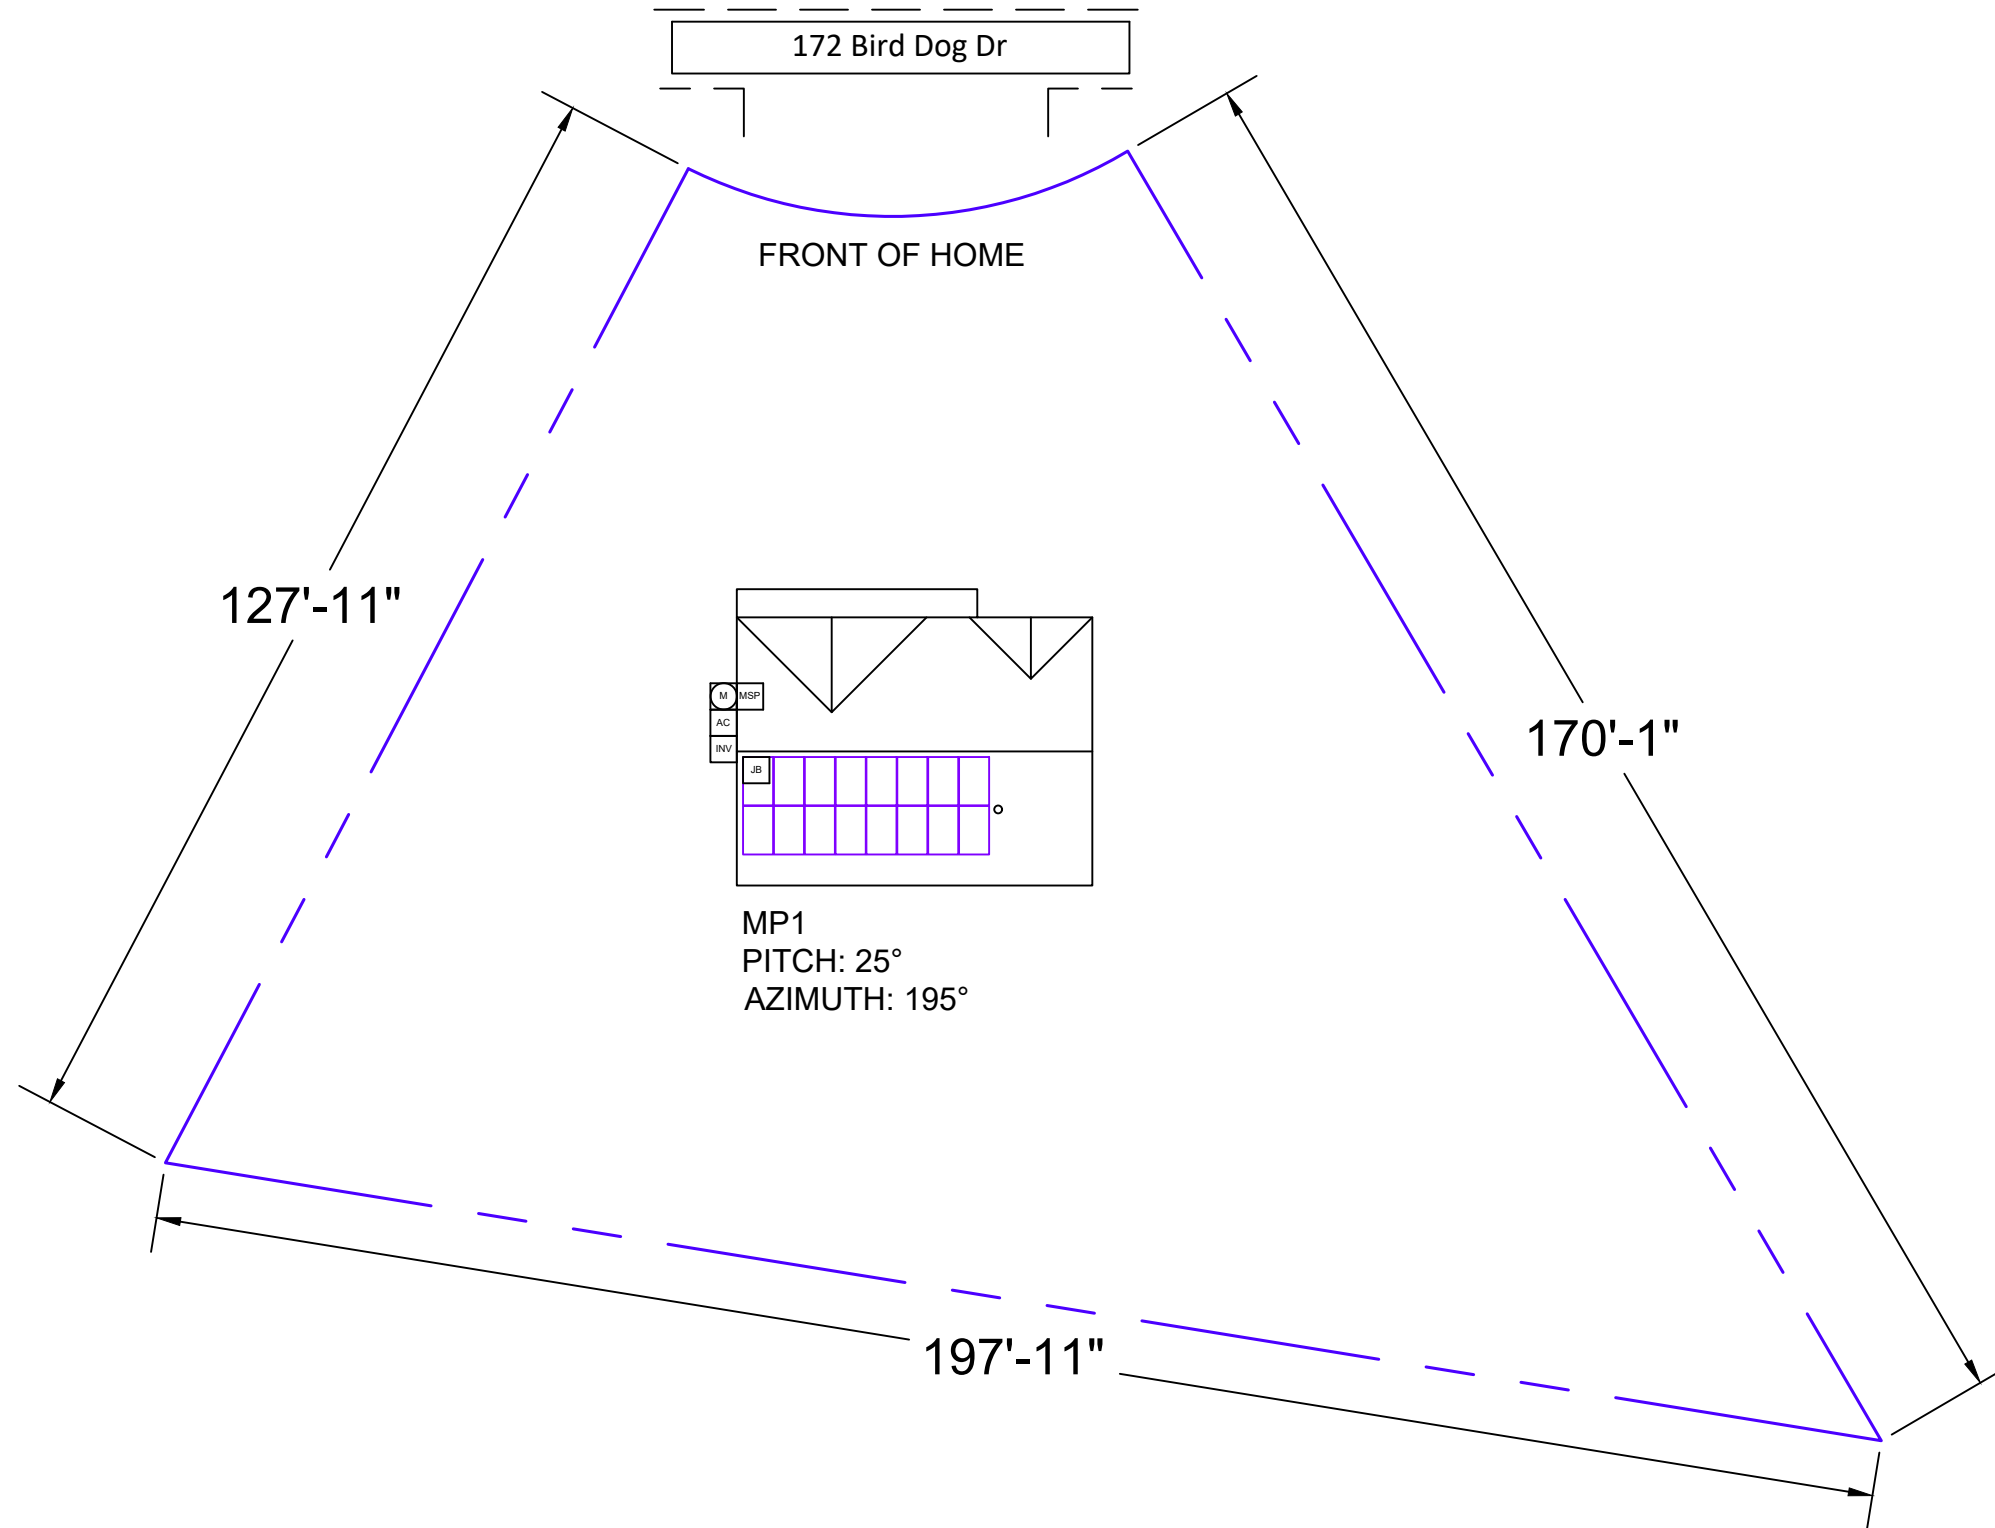 172 Bird Dog Dr
FRONT OF HOME
127'-11"
M
MSP
AC
INV
JB
170'-1"
MP1
PITCH: 25°
AZIMUTH: 195°
197'-11"